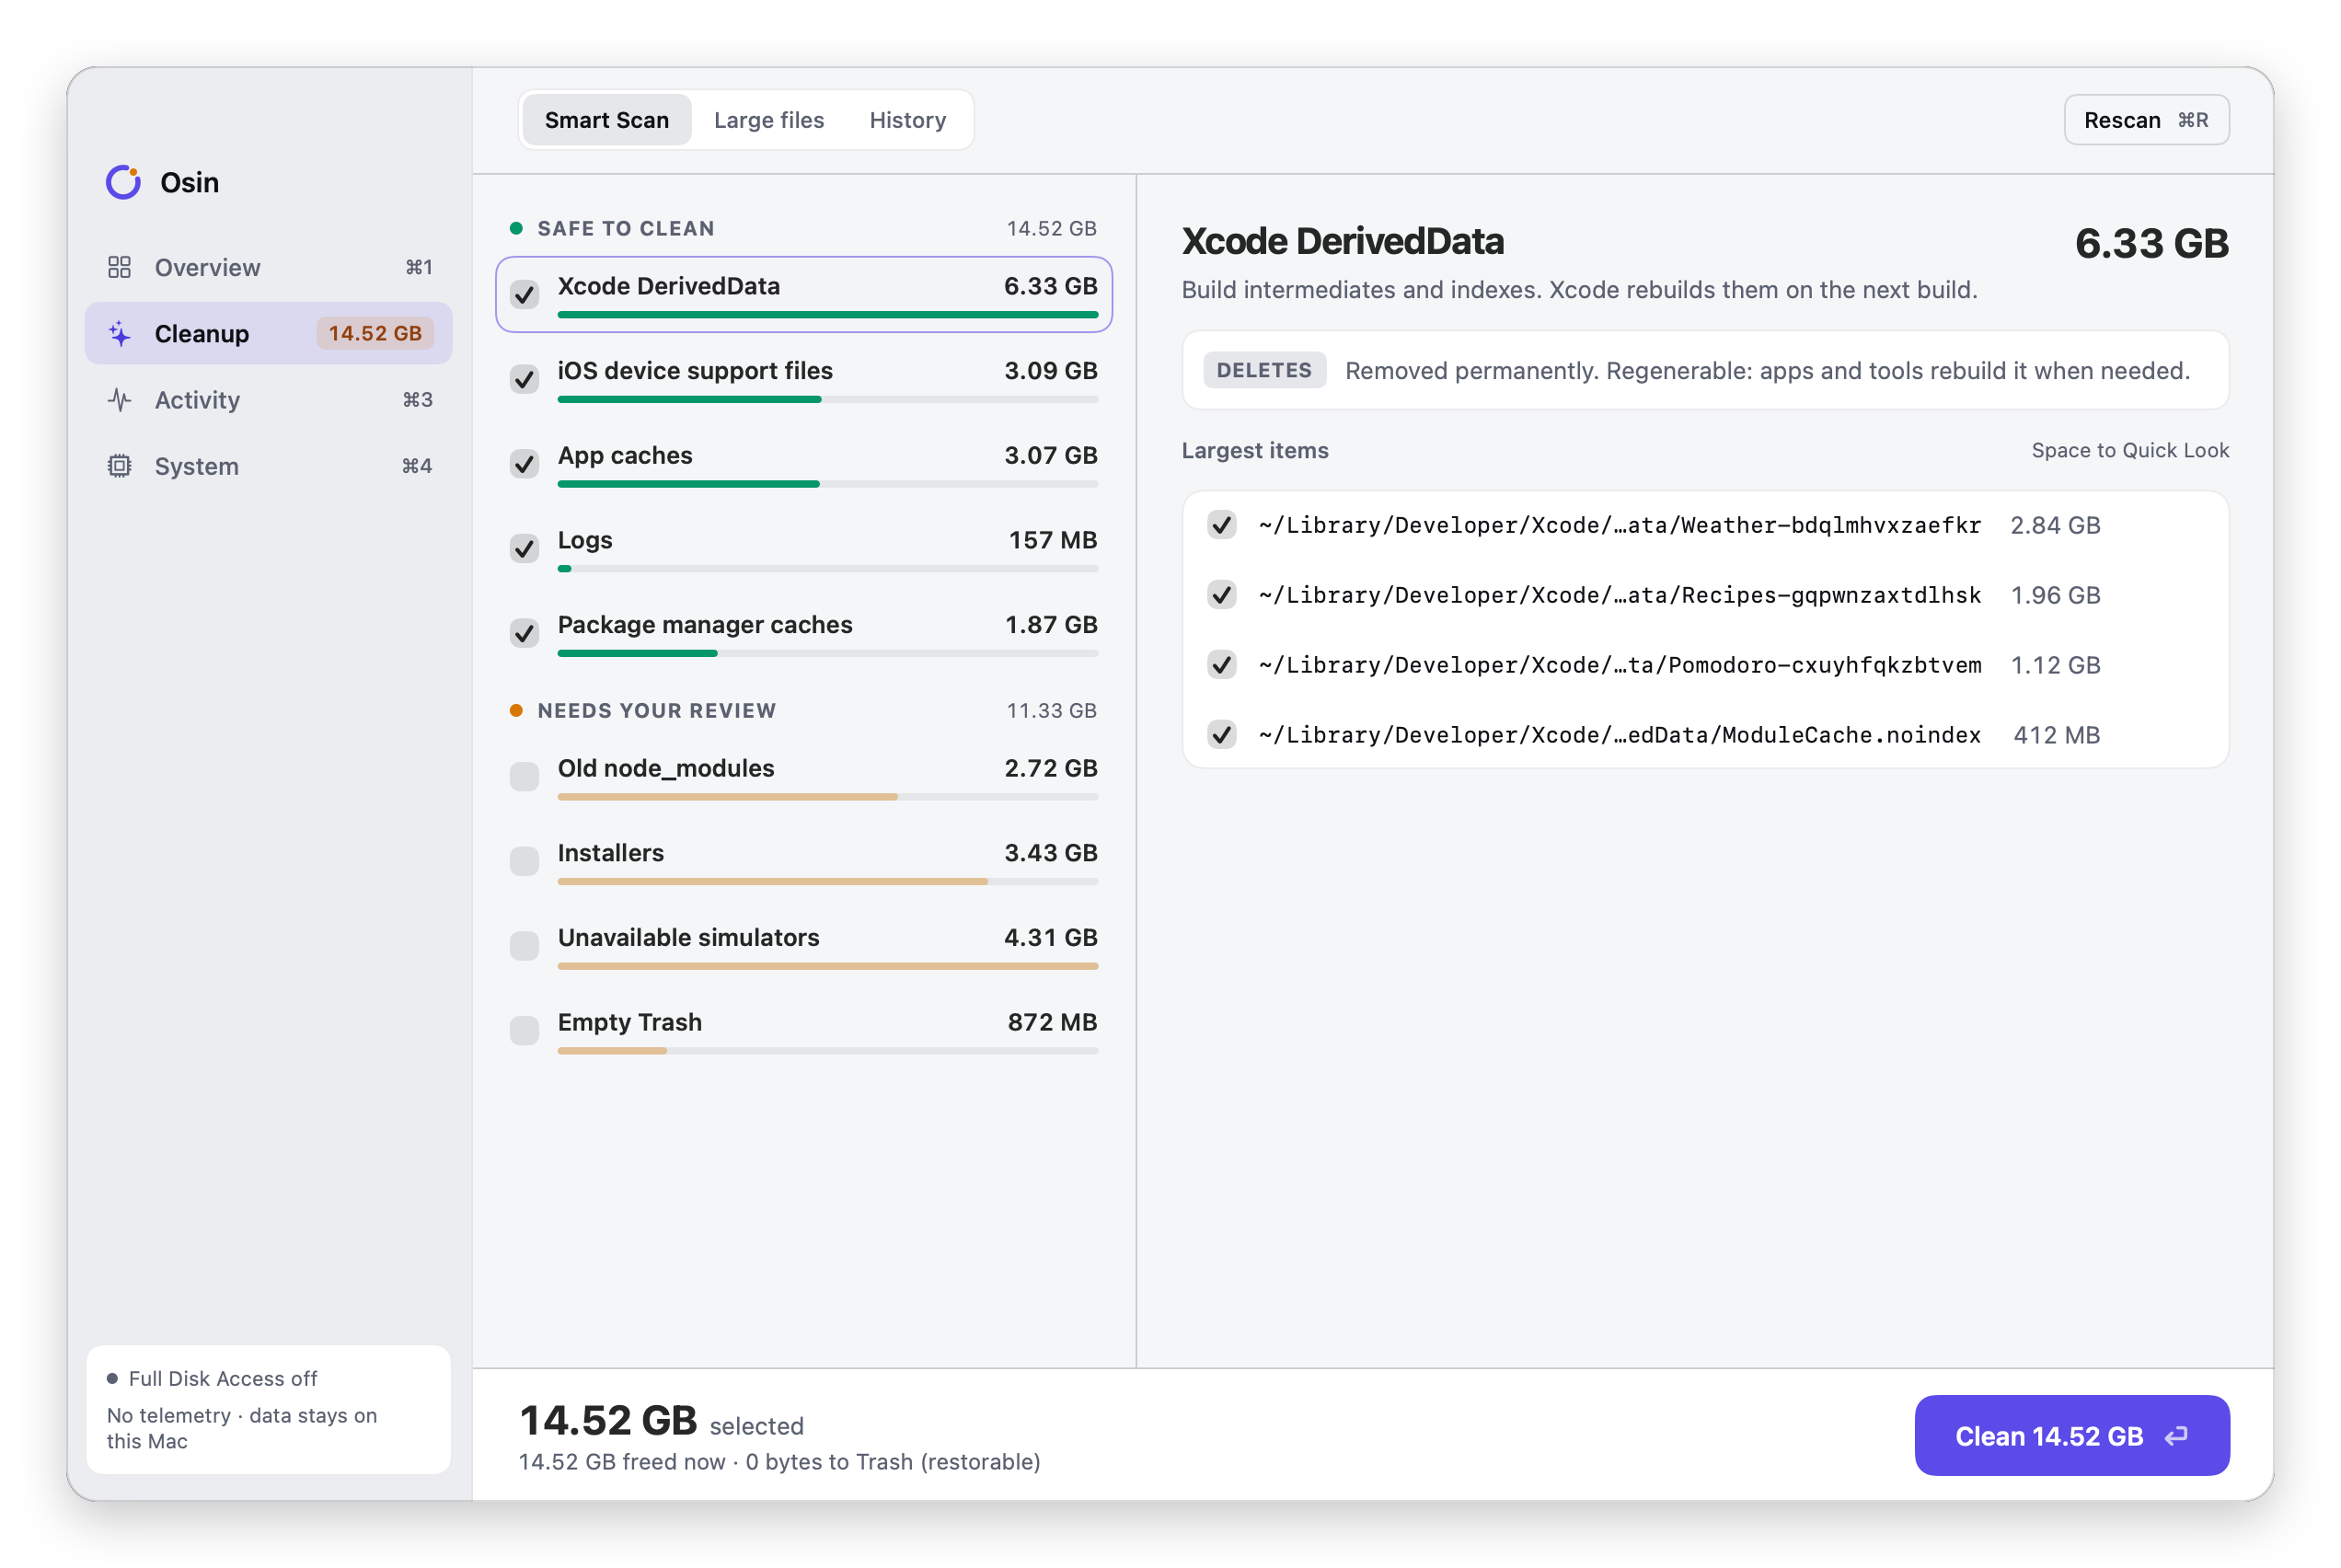 Osin
Overview ⌘1
Cleanup 14.52 GB
Activity ⌘3
System ⌘4
Full Disk Access off
No telemetry · data stays on
this Mac
Smart Scan Large files History
Rescan ⌘R
SAFE TO CLEAN 14.52 GB
Xcode DerivedData 6.33 GB
iOS device support files 3.09 GB
App caches 3.07 GB
Logs 157 MB
Package manager caches 1.87 GB
NEEDS YOUR REVIEW 11.33 GB
Old node_modules 2.72 GB
Installers 3.43 GB
Unavailable simulators 4.31 GB
Empty Trash 872 MB
Xcode DerivedData 6.33 GB
Build intermediates and indexes. Xcode rebuilds them on the next build.
DELETES Removed permanently. Regenerable: apps and tools rebuild it when needed.
Largest items Space to Quick Look
~/Library/Developer/Xcode/…ata/Weather-bdqlmhvxzaefkr 2.84 GB
~/Library/Developer/Xcode/…ata/Recipes-gqpwnzaxtdlhsk 1.96 GB
~/Library/Developer/Xcode/…ta/Pomodoro-cxuyhfqkzbtvem 1.12 GB
~/Library/Developer/Xcode/…edData/ModuleCache.noindex 412 MB
14.52 GB selected
14.52 GB freed now · 0 bytes to Trash (restorable)
Clean 14.52 GB